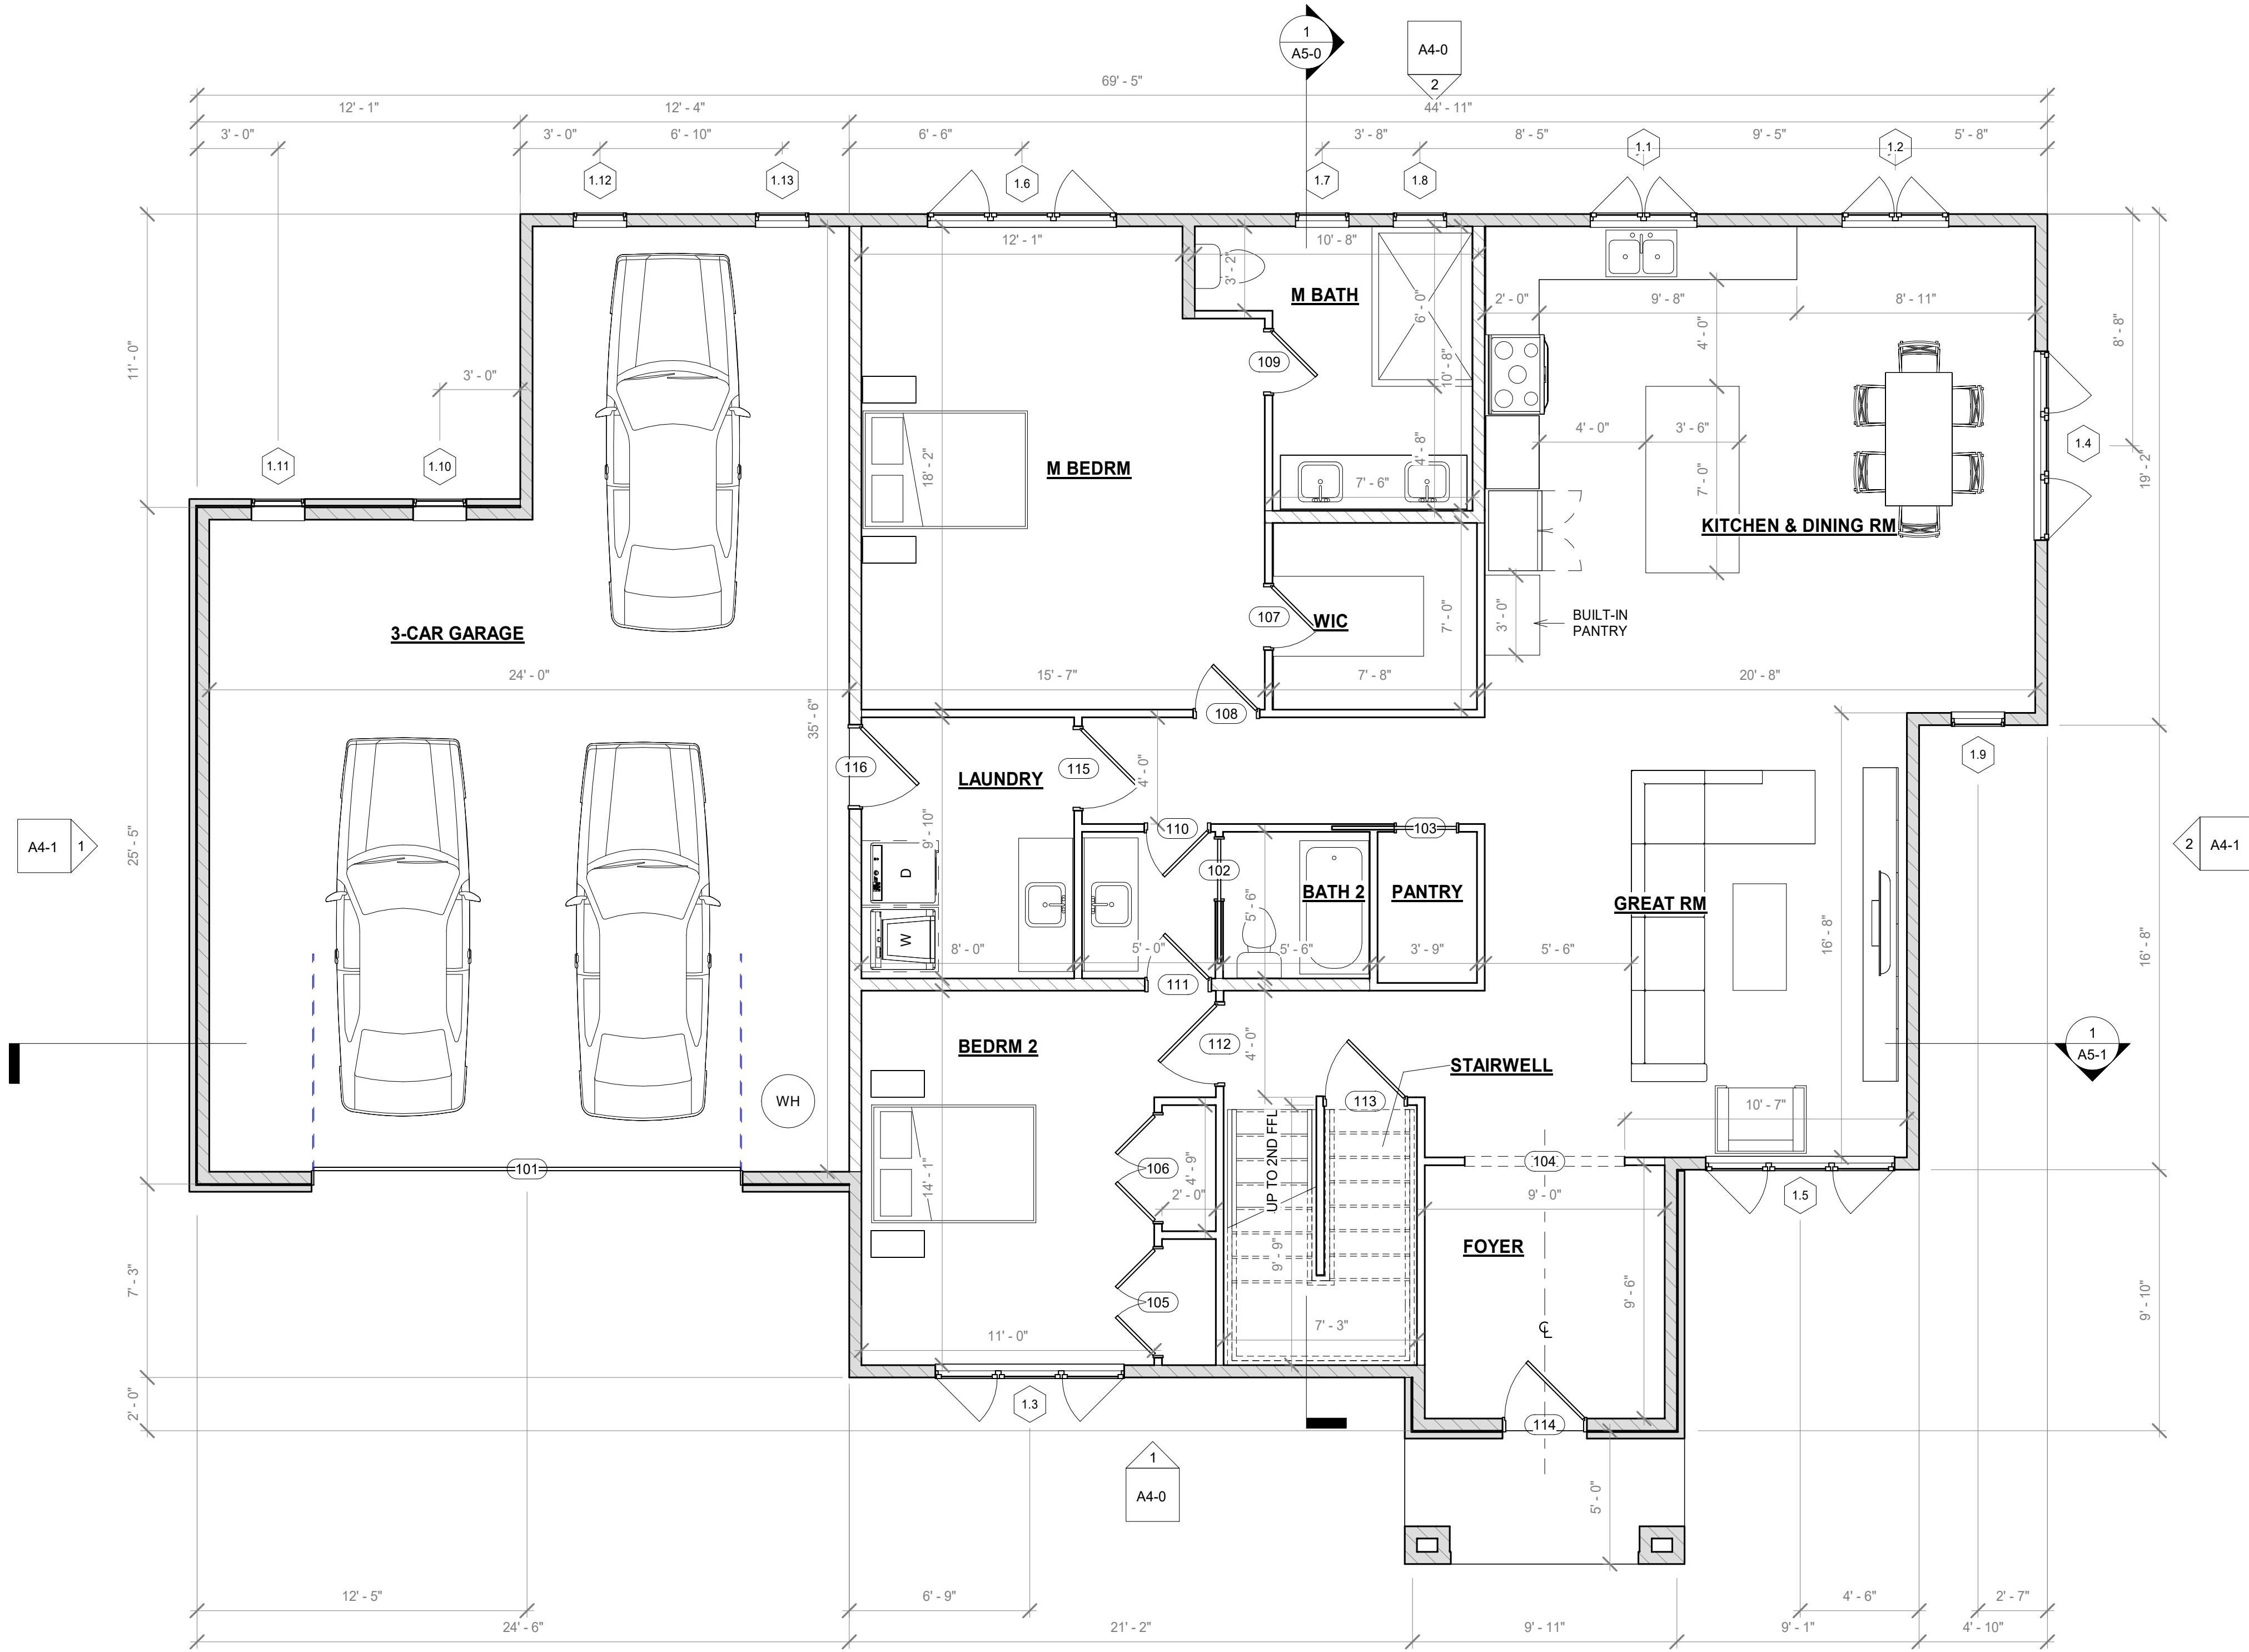 1
A5-0
A4-0
2
69' - 5"
12' - 1"
12' - 4"
44' - 11"
3' - 0"
3' - 0"
6' - 10"
6' - 6"
3' - 8"
8' - 5"
9' - 5"
5' - 8"
1.12
1.13
1.6
1.7
1.8
1.1
1.2
12' - 1"
10' - 8"
3' - 2"
M BATH
6' - 0"
2' - 0"
9' - 8"
8' - 11"
4' - 0"
8' - 8"
11' - 0"
109
10' - 8"
3' - 0"
4' - 0"
3' - 6"
1.4
1.11
1.10
18' - 2"
M BEDRM
4' - 8"
7' - 6"
7' - 0"
19' - 2"
KITCHEN & DINING RM
3-CAR GARAGE
107
WIC
7' - 0"
3' - 0"
BUILT-IN
PANTRY
24' - 0"
15' - 7"
7' - 8"
20' - 8"
35' - 6"
108
116
LAUNDRY
115
4' - 0"
1.9
A4-1
1
25' - 5"
9' - 10"
110
103
2
A4-1
D
102
BATH 2
PANTRY
GREAT RM
5' - 6"
W
8' - 0"
5' - 0"
5' - 6"
3' - 9"
5' - 6"
16' - 8"
16' - 8"
111
BEDRM 2
112
4' - 0"
STAIRWELL
1
A5-1
WH
113
10' - 7"
UP TO 2ND FFL
101
106
4' - 9"
104
14' - 1"
2' - 0"
9' - 0"
1.5
FOYER
7' - 3"
9' - 9"
9' - 6"
9' - 10"
105
11' - 0"
7' - 3"
CL
2' - 0"
1.3
114
1
A4-0
5' - 0"
12' - 5"
6' - 9"
4' - 6"
2' - 7"
24' - 6"
21' - 2"
9' - 11"
9' - 1"
4' - 10"